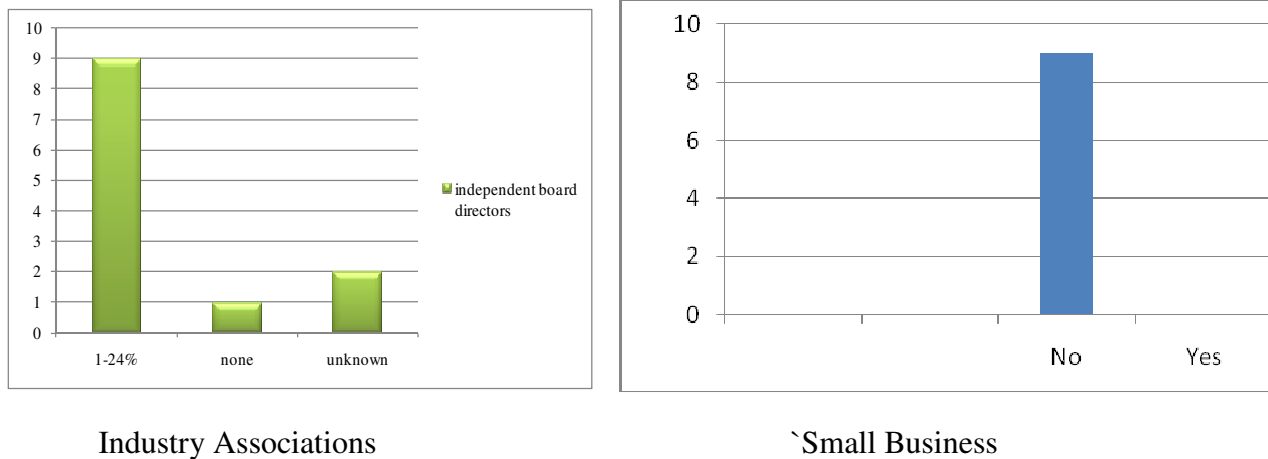 10
9
8
7
6
5
4
3
2
1
0
1-24%
none
unknown
independent board
directors
10
8
6
4
2
0
No
Yes
Industry Associations
`Small Business